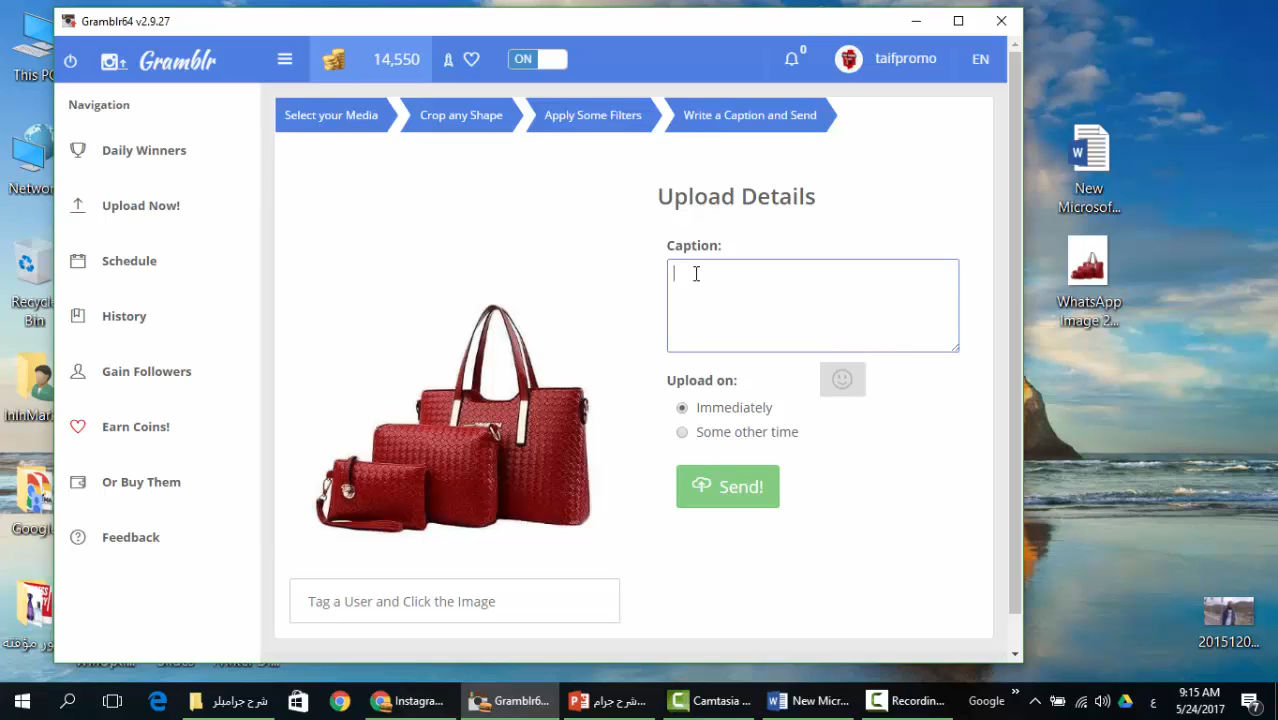 Gramblr64 v2.9.27
Gramblr
14,550
ON
0
taifpromo
EN
Navigation
Daily Winners
Upload Now!
Schedule
History
Gain Followers
Earn Coins!
Or Buy Them
Feedback
Select your Media
Crop any Shape
Apply Some Filters
Write a Caption and Send
Upload Details
Caption:
Upload on:
Immediately
Some other time
Send!
Tag a User and Click the Image
This PC
Recycle
Bin
New
Microsof...
WhatsApp
Image 2...
2015120...
شرح جرامبلر
Instagra...
Gramblr6...
شرح جرام...
Camtasia ...
New Micr...
Recordin...
Google
ع
9:15 AM
5/24/2017
7